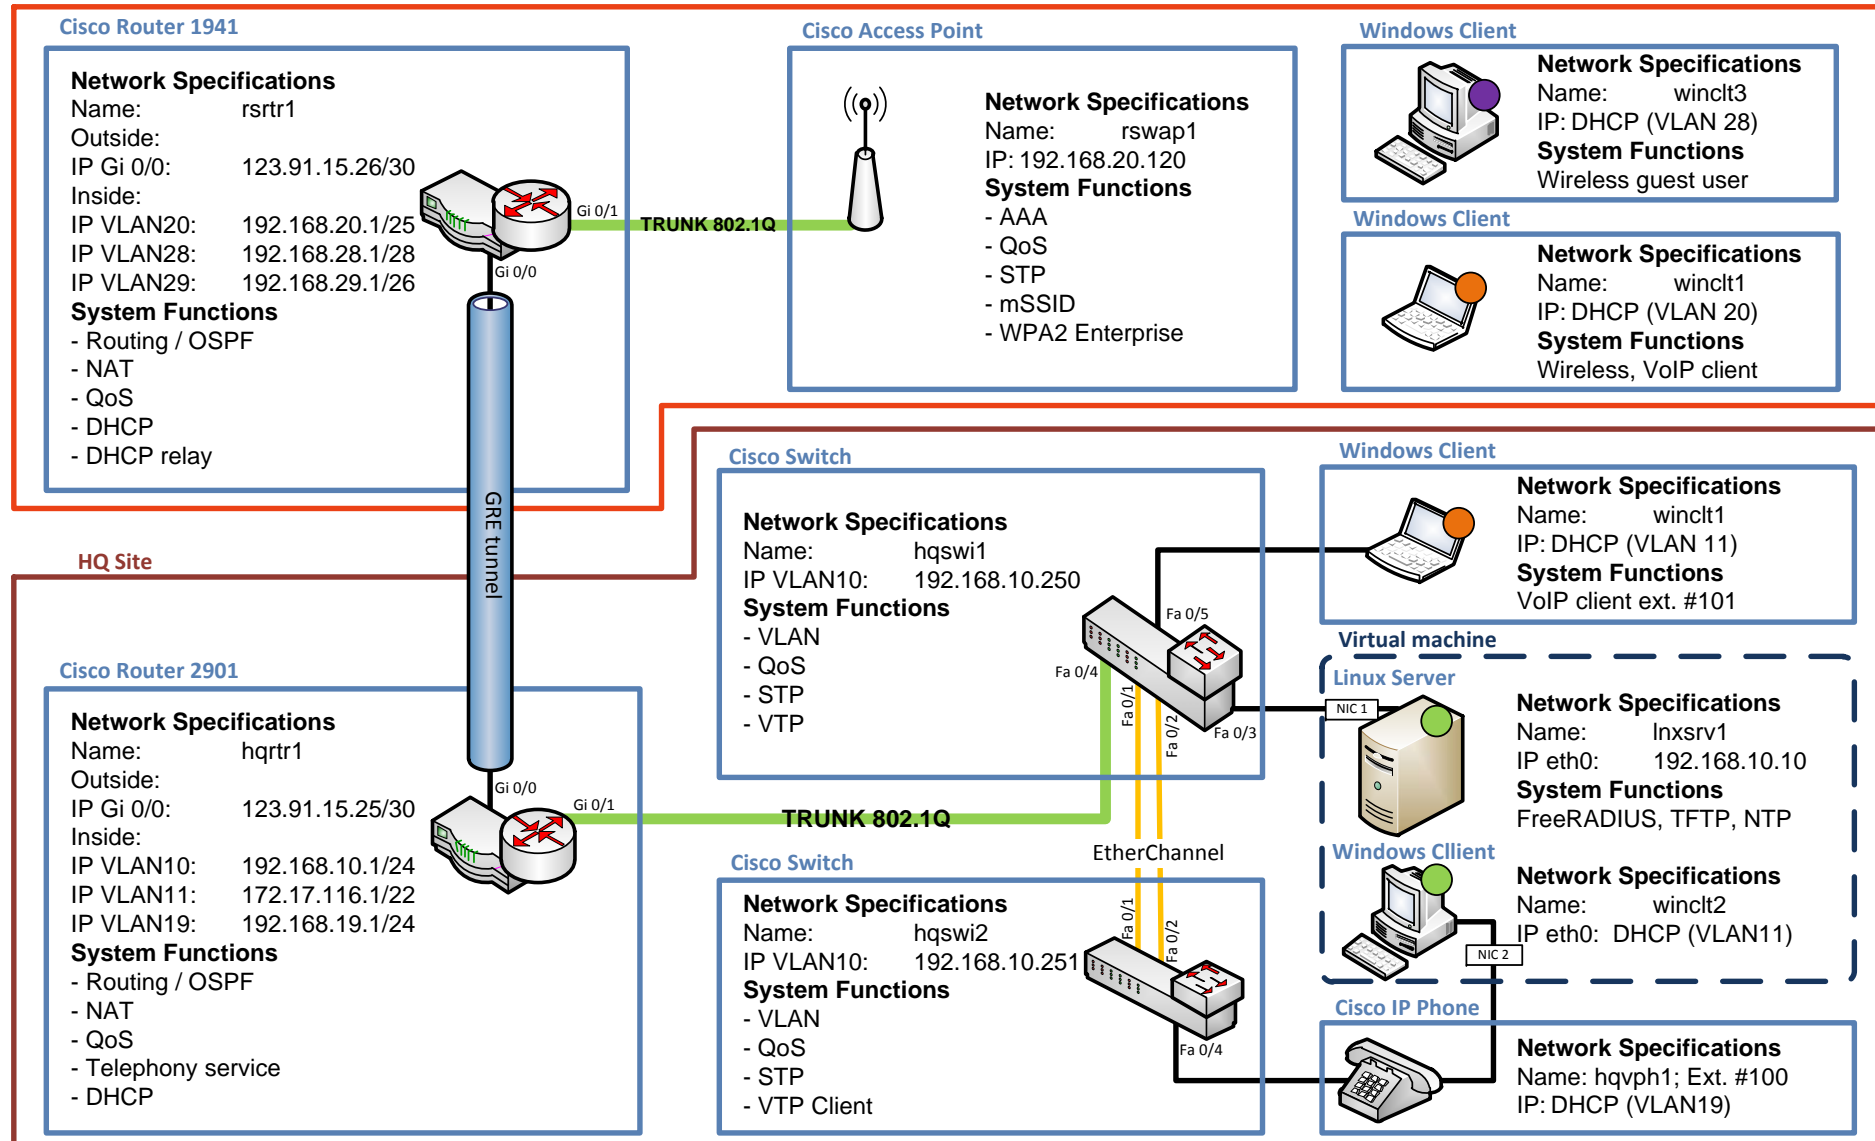 Cisco Router 1941
Network Specifications
Name: rsrtr1
Outside:
IP Gi 0/0: 123.91.15.26/30
Inside:
IP VLAN20: 192.168.20.1/25
IP VLAN28: 192.168.28.1/28
IP VLAN29: 192.168.29.1/26
System Functions
- Routing / OSPF
- NAT
- QoS
- DHCP
- DHCP relay
Gi 0/1
Gi 0/0
TRUNK 802.1Q
Cisco Access Point
Network Specifications
Name: rswap1
IP: 192.168.20.120
System Functions
- AAA
- QoS
- STP
- mSSID
- WPA2 Enterprise
Windows Client
Network Specifications
Name: winclt3
IP: DHCP (VLAN 28)
System Functions
Wireless guest user
Windows Client
Network Specifications
Name: winclt1
IP: DHCP (VLAN 20)
System Functions
Wireless, VoIP client
GRE tunnel
HQ Site
Cisco Router 2901
Network Specifications
Name: hqrtr1
Outside:
IP Gi 0/0: 123.91.15.25/30
Inside:
IP VLAN10: 192.168.10.1/24
IP VLAN11: 172.17.116.1/22
IP VLAN19: 192.168.19.1/24
System Functions
- Routing / OSPF
- NAT
- QoS
- Telephony service
- DHCP
Gi 0/0
Gi 0/1
TRUNK 802.1Q
Cisco Switch
Network Specifications
Name: hqswi1
IP VLAN10: 192.168.10.250
System Functions
- VLAN
- QoS
- STP
- VTP
Fa 0/5
Fa 0/4
Fa 0/1
Fa 0/2
Fa 0/3
EtherChannel
Cisco Switch
Network Specifications
Name: hqswi2
IP VLAN10: 192.168.10.251
System Functions
- VLAN
- QoS
- STP
- VTP Client
Fa 0/1
Fa 0/2
Fa 0/4
Windows Client
Network Specifications
Name: winclt1
IP: DHCP (VLAN 11)
System Functions
VoIP client ext. #101
Virtual machine
Linux Server
NIC 1
Network Specifications
Name: lnxsrv1
IP eth0: 192.168.10.10
System Functions
FreeRADIUS, TFTP, NTP
Windows Cllient
Network Specifications
Name: winclt2
IP eth0: DHCP (VLAN11)
NIC 2
Cisco IP Phone
Network Specifications
Name: hqvph1; Ext. #100
IP: DHCP (VLAN19)